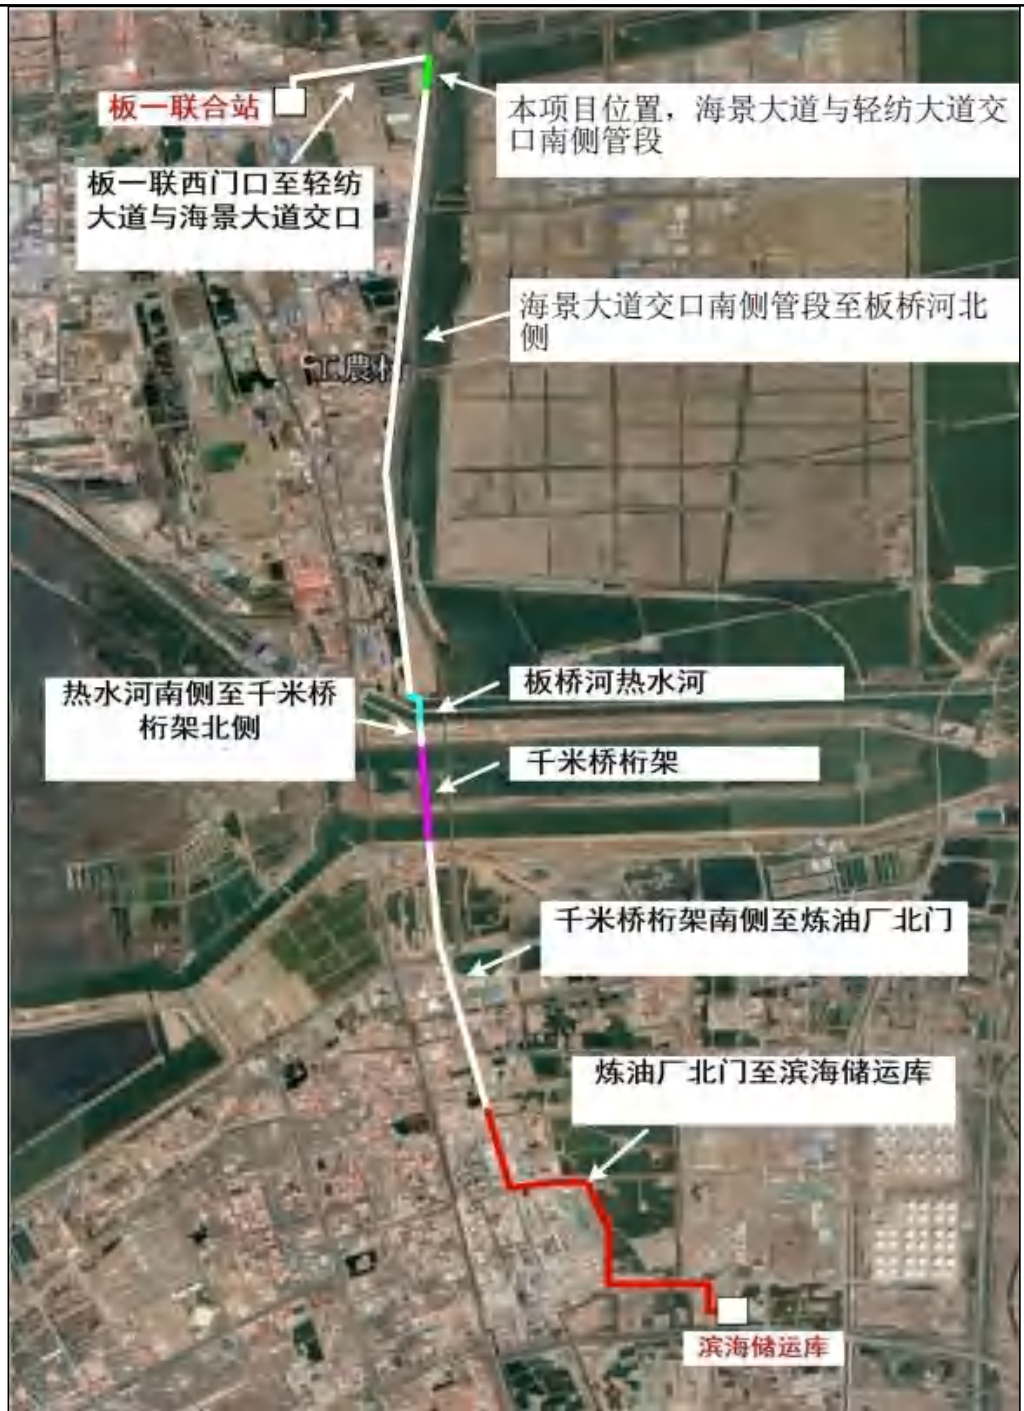 板一联合站
本项目位置，海景大道与轻纺大道交
口南侧管段
板一联西门口至轻纺
大道与海景大道交口
海景大道交口南侧管段至板桥河北
侧
工農村
板桥河热水河
热水河南侧至千米桥
桁架北侧
千米桥桁架
千米桥桁架南侧至炼油厂北门
炼油厂北门至滨海储运库
滨海储运库